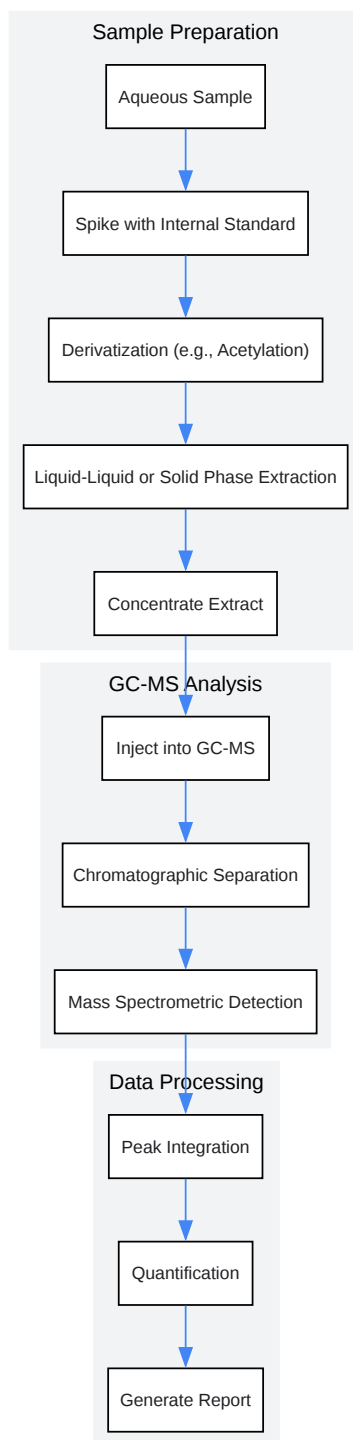 Sample Preparation
Aqueous Sample
Spike with Internal Standard
Derivatization (e.g., Acetylation)
Liquid-Liquid or Solid Phase Extraction
Concentrate Extract
GC-MS Analysis
Inject into GC-MS
Chromatographic Separation
Mass Spectrometric Detection
Data Processing
Peak Integration
Quantification
Generate Report